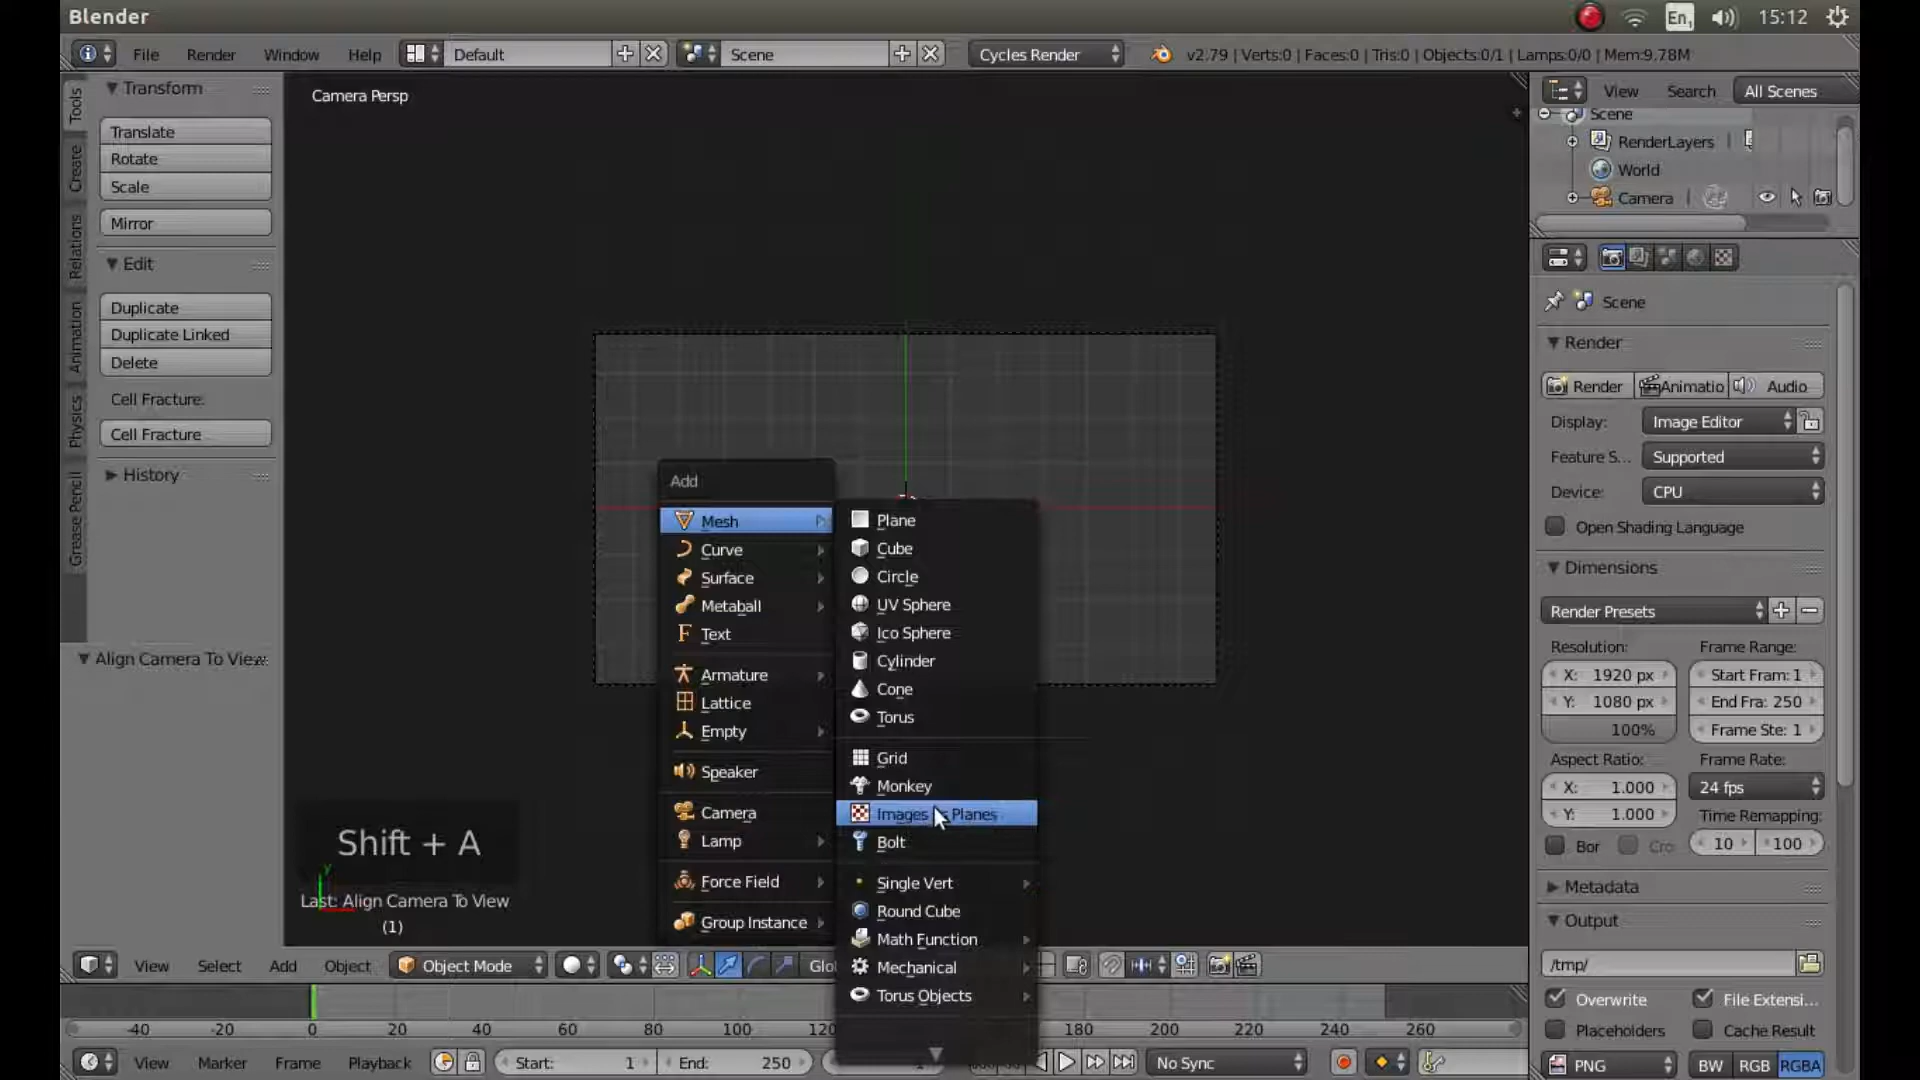 Blender
En1
15:12
File
Render
Window
Help
Default
Scene
Cycles Render
v2.79 | Verts:0 | Faces:0 | Tris:0 | Objects:0/1 | Lamps:0/0 | Mem:9.78M
Tools
Create
Relations
Animation
Physics
Grease Pencil
Transform
Translate
Rotate
Scale
Mirror
Edit
Duplicate
Duplicate Linked
Delete
Cell Fracture:
Cell Fracture
History
Align Camera To View
Camera Persp
Add
Mesh
Curve
Surface
Metaball
Text
Armature
Lattice
Empty
Speaker
Camera
Lamp
Force Field
Group Instance
Plane
Cube
Circle
UV Sphere
Ico Sphere
Cylinder
Cone
Torus
Grid
Monkey
Images Planes
Bolt
Single Vert
Round Cube
Math Function
Mechanical
Torus Objects
Shift + A
y
Last: Align Camera To View
(1)
View
Select
Add
Object
Object Mode
Glo
-40 -20 0 20 40 60 80 100 120 180 200 220 240 260
View
Marker
Frame
Playback
Start: 1
End: 250
No Sync
View
Search
All Scenes
Scene
RenderLayers
World
Camera
Scene
Render
Render
Animatio
Audio
Display:
Image Editor
Feature S...
Supported
Device:
CPU
Open Shading Language
Dimensions
Render Presets
Resolution:
Frame Range:
X: 1920 px
Start Fram: 1
Y: 1080 px
End Fra: 250
100%
Frame Ste: 1
Aspect Ratio:
Frame Rate:
X: 1.000
24 fps
Y: 1.000
Time Remapping:
Bor
Cro
10
100
Metadata
Output
/tmp/
Overwrite
File Extensi...
Placeholders
Cache Result
PNG
BW
RGB
RGBA